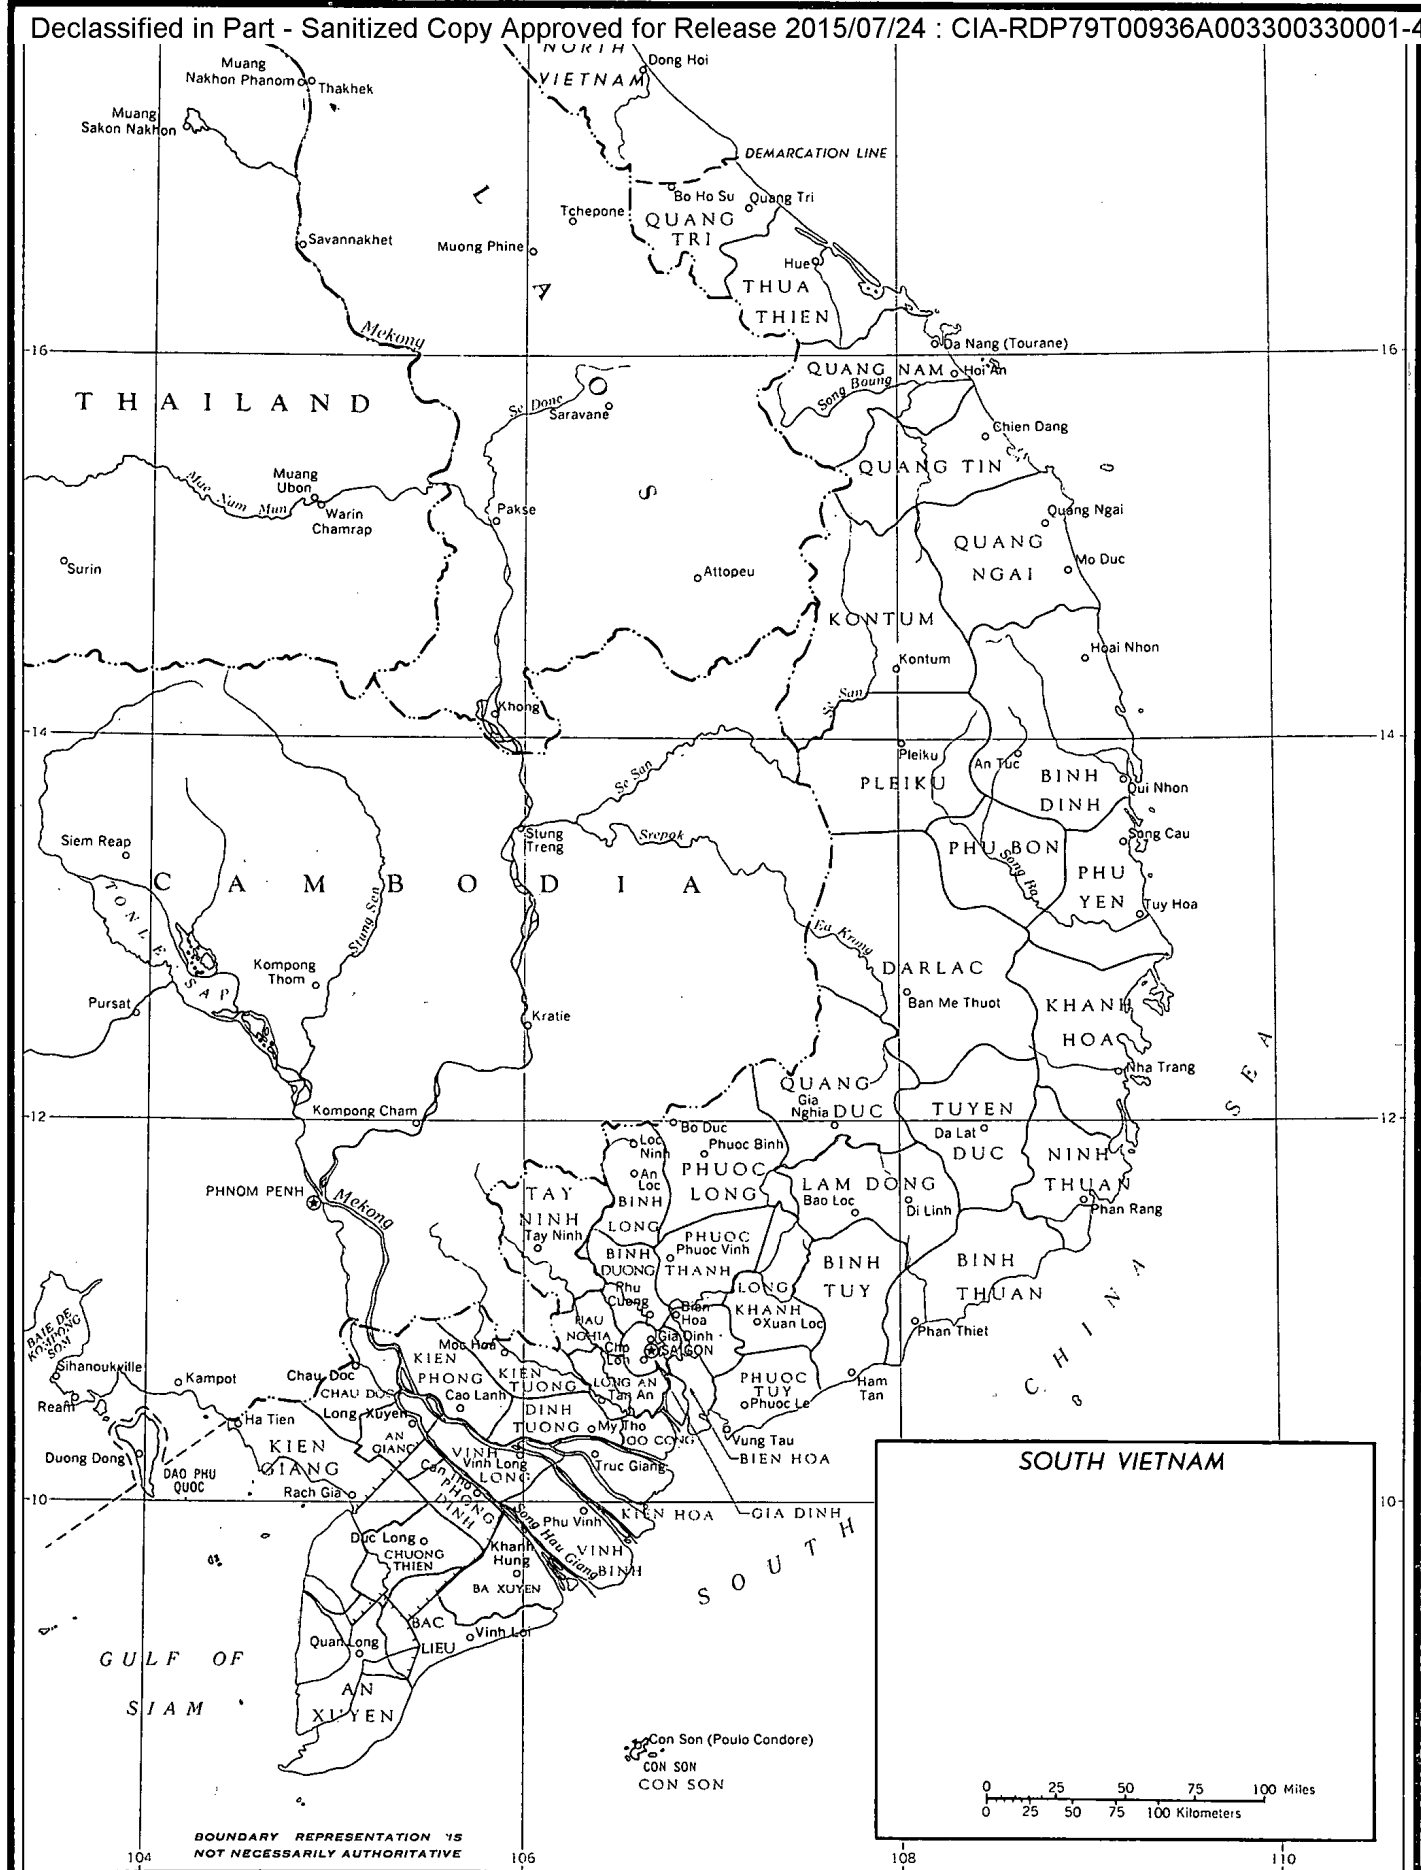 Declassified in Part - Sanitized Copy Approved for Release 2015/07/24 : CIA-RDP79T00936A003300330001-4
NORTH
VIETNAM
Dong Hoi
Muang
Nakhon Phanom
Thakhek
Muang
Sakon Nakhon
DEMARCATION LINE
L
A
O
S
Bo Ho Su
Quang Tri
Tchepone
QUANG
TRI
Savannakhet
Muong Phine
Hue
THUA
THIEN
Mekong
Da Nang (Tourane)
16
16
QUANG NAM
Hoi An
Song Boung
THAILAND
Se Done
Saravane
Chien Dang
QUANG TIN
Muang
Ubon
Mae Nam Mun
Warin
Chamrap
Pakse
Quang Ngai
QUANG
NGAI
Mo Duc
Surin
Attopeu
KONTUM
Kontum
Hoai Nhon
Se San
Khong
14
14
Pleiku
PLEIKU
An Tuc
BINH
DINH
Qui Nhon
Se San
Stung
Treng
Srepok
Song Cau
Siem Reap
PHU BON
Song Ba
PHU
YEN
Tuy Hoa
CAMBODIA
TONLE SAP
Stung Sen
Ea Krong
DARLAC
Kompong
Thom
Ban Me Thuot
KHANH
HOA
Pursat
Kratie
Nha Trang
QUANG
DUC
Gia
Nghia
TUYEN
DUC
12
12
Kompong Cham
Bo Duc
Da Lat
Loc
Ninh
Phuoc Binh
An
Loc
PHUOC
LONG
NINH
THUAN
PHNOM PENH
Mekong
TAY
NINH
Tay Ninh
BINH
LONG
LAM DONG
Bao Loc
Di Linh
Phan Rang
PHUOC
Phuoc Vinh
THANH
BINH
DUONG
BINH
TUY
BINH
THUAN
Phu
Cuong
LONG
KHANH
Xuan Loc
Bien
Hoa
HAU
NGHIA
Gia Dinh
Cho
Lon
SAIGON
Phan Thiet
BAIE DE
KOMPONG
SOM
Moc Hoa
KIEN
PHONG
KIEN
TUONG
Sihanoukville
Kampot
Chau Doc
CHAU DOC
Cao Lanh
LONG AN
Tan An
PHUOC
TUY
Phuoc Le
Ham
Tan
Ream
Ha Tien
Long Xuyen
DINH
TUONG
My Tho
GO CONG
Vung Tau
BIEN HOA
KIEN
GIANG
AN
GIANG
VINH
Vinh Long
LONG
Truc Giang
Duong Dong
DAO PHU
QUOC
Rach Gia
Can Tho
PHONG
DINH
SOUTH VIETNAM
10
10
Song Hau Giang
Phu Vinh
KIEN HOA
GIA DINH
Duc Long
CHUONG
THIEN
Khanh
Hung
VINH
BINH
BA XUYEN
SOUTH
CHINA
SEA
BAC
LIEU
Vinh Loi
Quan Long
GULF OF
SIAM
AN
XUYEN
Con Son (Poulo Condore)
CON SON
CON SON
0 25 50 75 100 Miles
0 25 50 75 100 Kilometers
BOUNDARY REPRESENTATION IS
NOT NECESSARILY AUTHORITATIVE
104
106
108
110